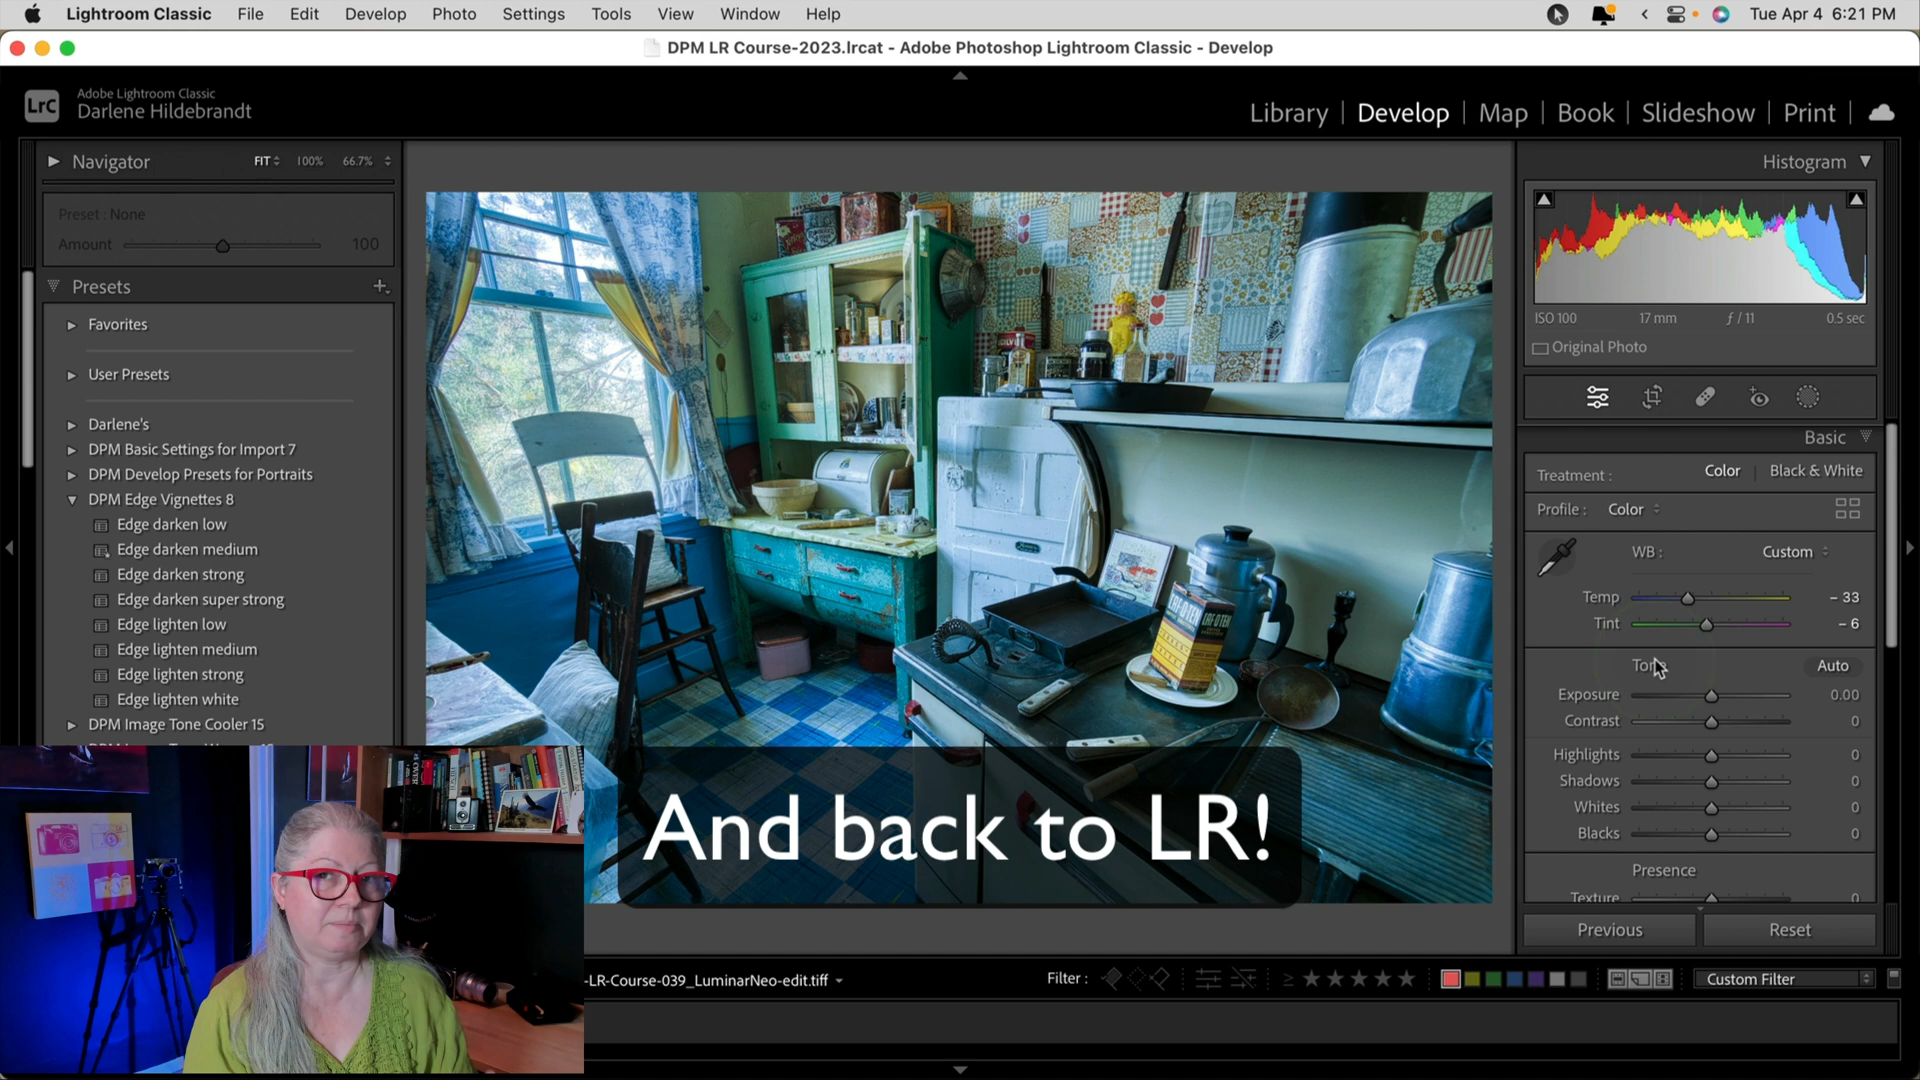 Lightroom Classic File Edit Develop Photo Settings Tools View Window Help Tue Apr 4 6:21 PM
DPM LR Course-2023.lrcat - Adobe Photoshop Lightroom Classic - Develop
LrC
Adobe Lightroom Classic
Darlene Hildebrandt
Library | Develop | Map | Book | Slideshow | Print
Navigator FIT 100% 66.7%
Preset : None
Amount 100
Presets
Favorites
User Presets
Darlene's
DPM Basic Settings for Import 7
DPM Develop Presets for Portraits
DPM Edge Vignettes 8
Edge darken low
Edge darken medium
Edge darken strong
Edge darken super strong
Edge lighten low
Edge lighten medium
Edge lighten strong
Edge lighten white
DPM Image Tone Cooler 15
And back to LR!
Histogram
ISO 100 17 mm ƒ / 11 0.5 sec
Original Photo
Basic
Treatment : Color | Black & White
Profile : Color
WB : Custom
Temp – 33
Tint – 6
Tone Auto
Exposure 0.00
Contrast 0
Highlights 0
Shadows 0
Whites 0
Blacks 0
Presence
Texture 0
Previous Reset
-LR-Course-039_LuminarNeo-edit.tiff
Filter : ≥ ★★★★★ Custom Filter